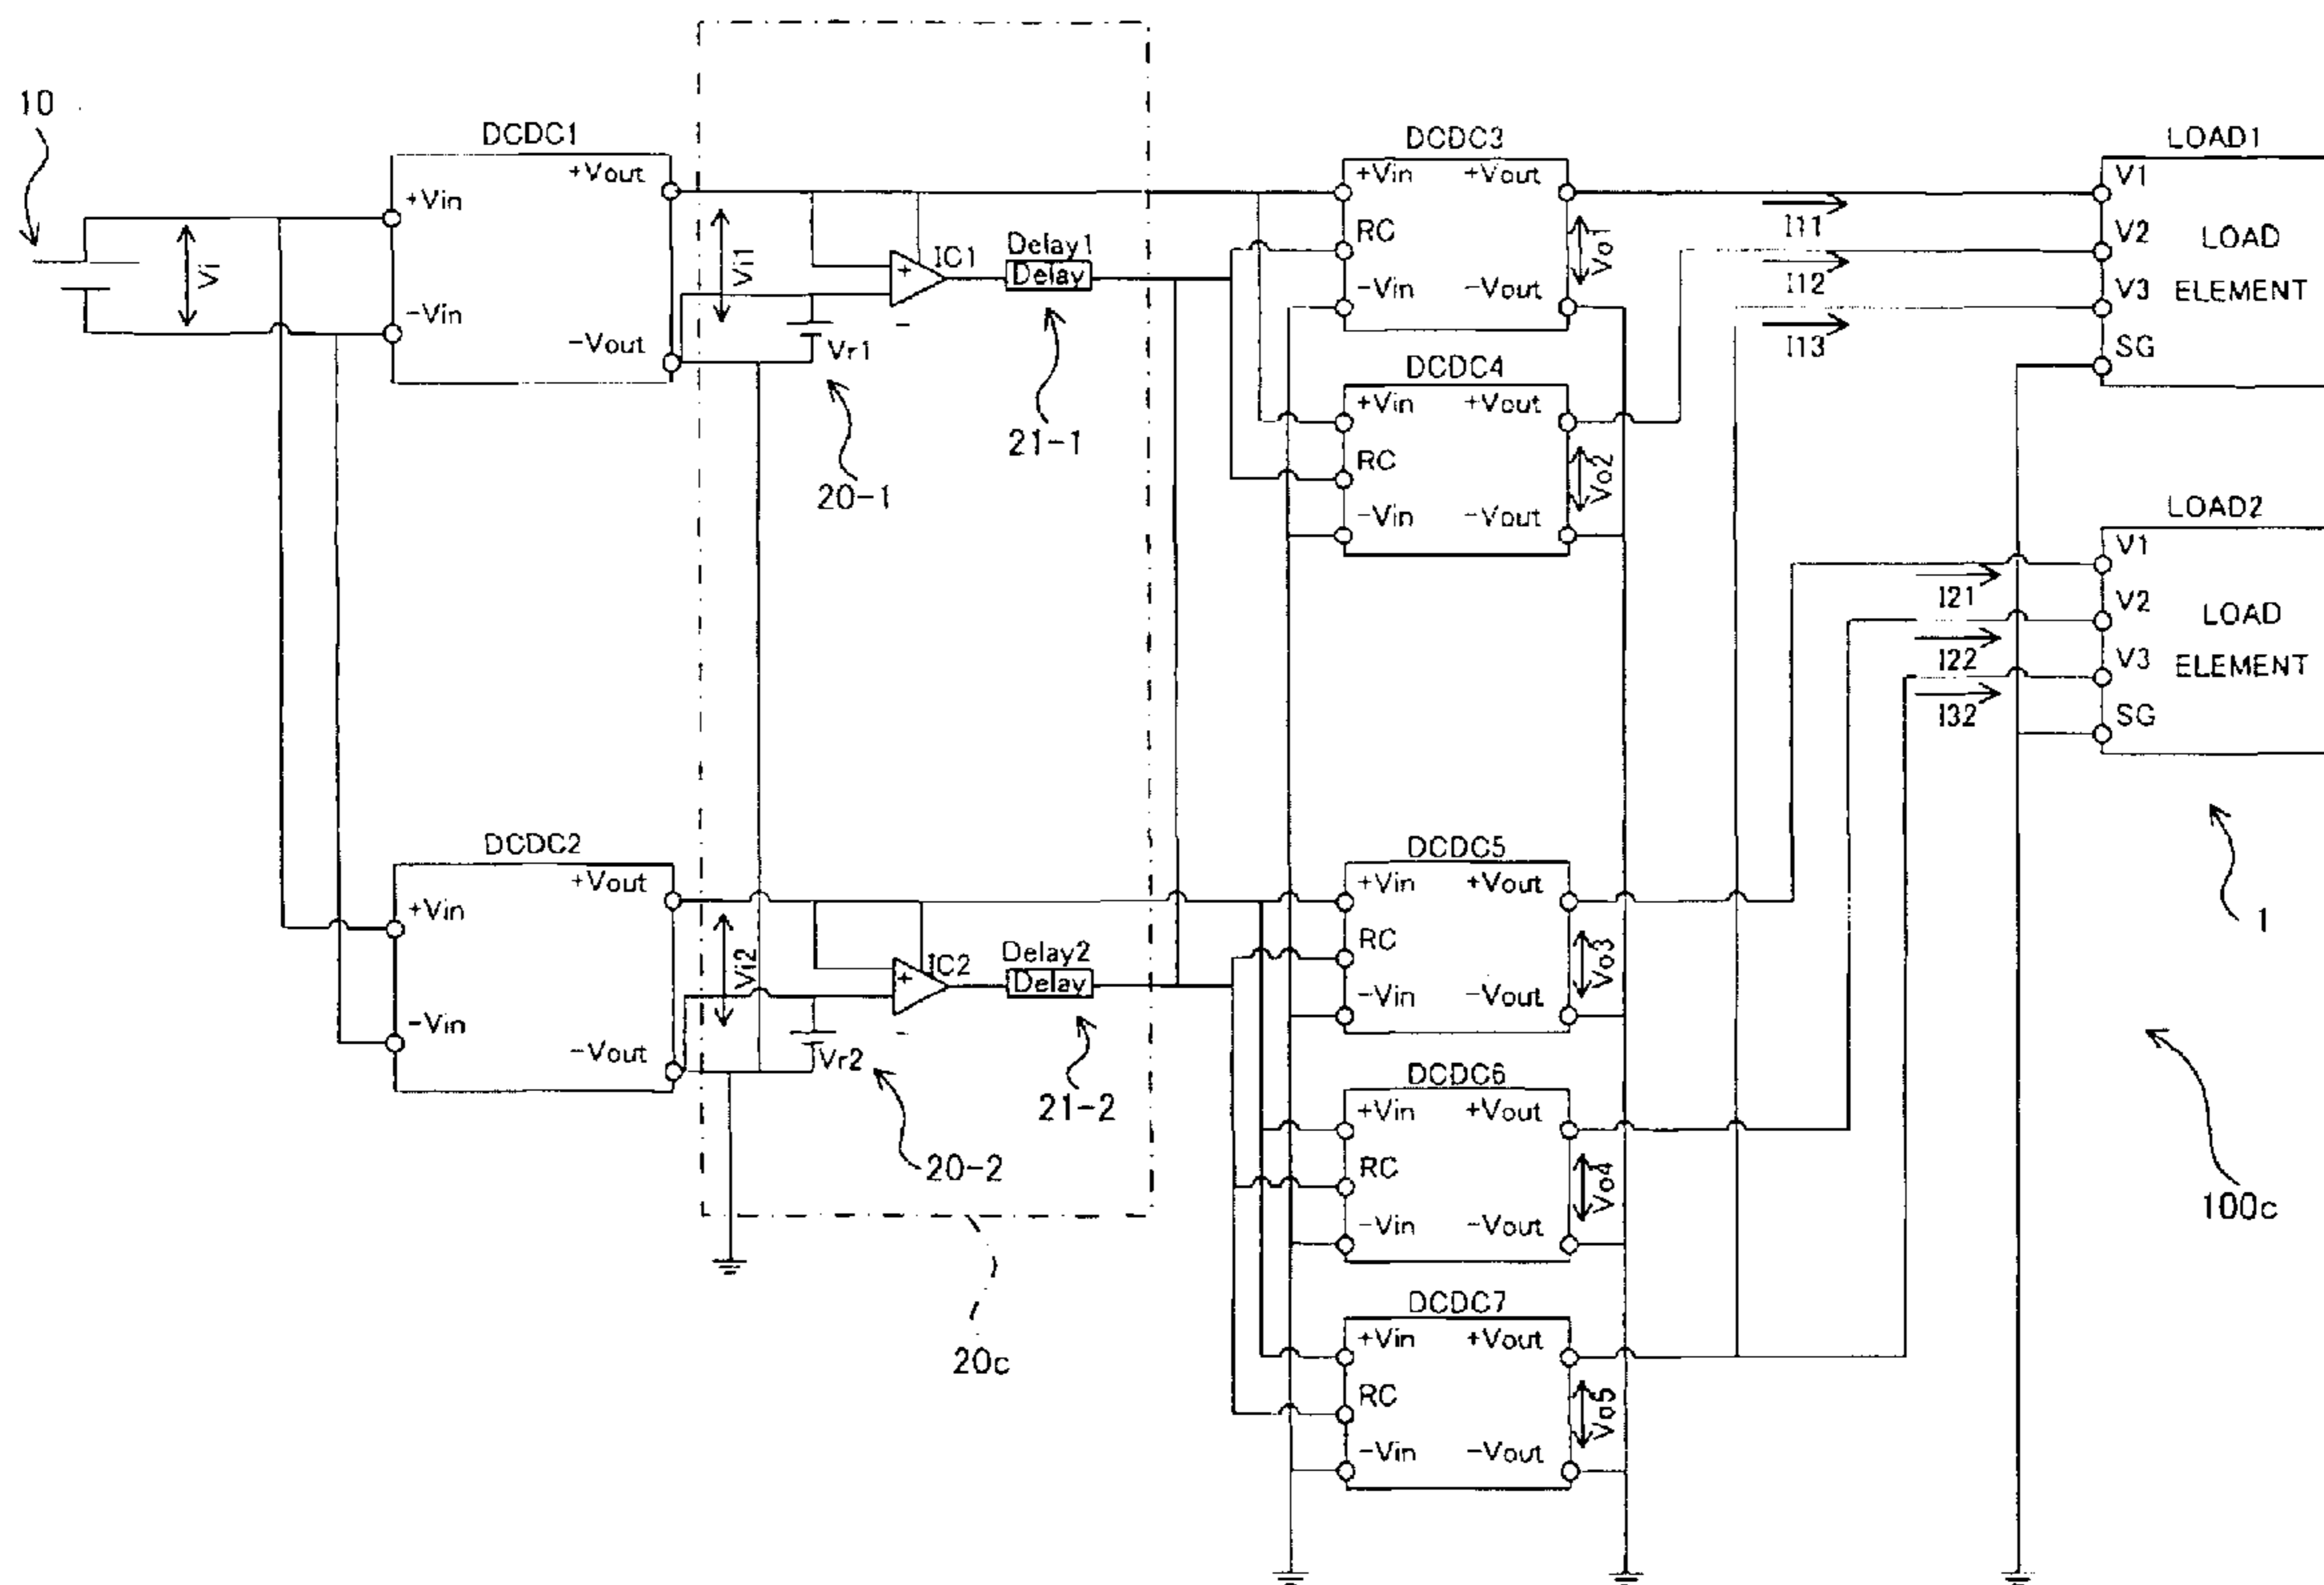 10
DCDC1
+Vout
+Vin
Vi
-Vin
-Vout
Vi1
+
IC1
-
Vr1
20-1
Delay1
Delay
21-1
DCDC3
+Vin +Vout
RC
-Vin -Vout
Vo1
DCDC4
+Vin +Vout
RC
-Vin -Vout
Vo2
I11
I12
I13
LOAD1
V1
V2
V3
SG
LOAD
ELEMENT
LOAD2
V1
V2
V3
SG
LOAD
ELEMENT
I21
I22
I32
1
100c
DCDC2
+Vout
+Vin
-Vin
-Vout
Vi2
+
IC2
-
Vr2
20-2
Delay2
Delay
21-2
20c
DCDC5
+Vin +Vout
RC
-Vin -Vout
Vo3
DCDC6
+Vin +Vout
RC
-Vin -Vout
Vo4
DCDC7
+Vin +Vout
RC
-Vin -Vout
Vo5